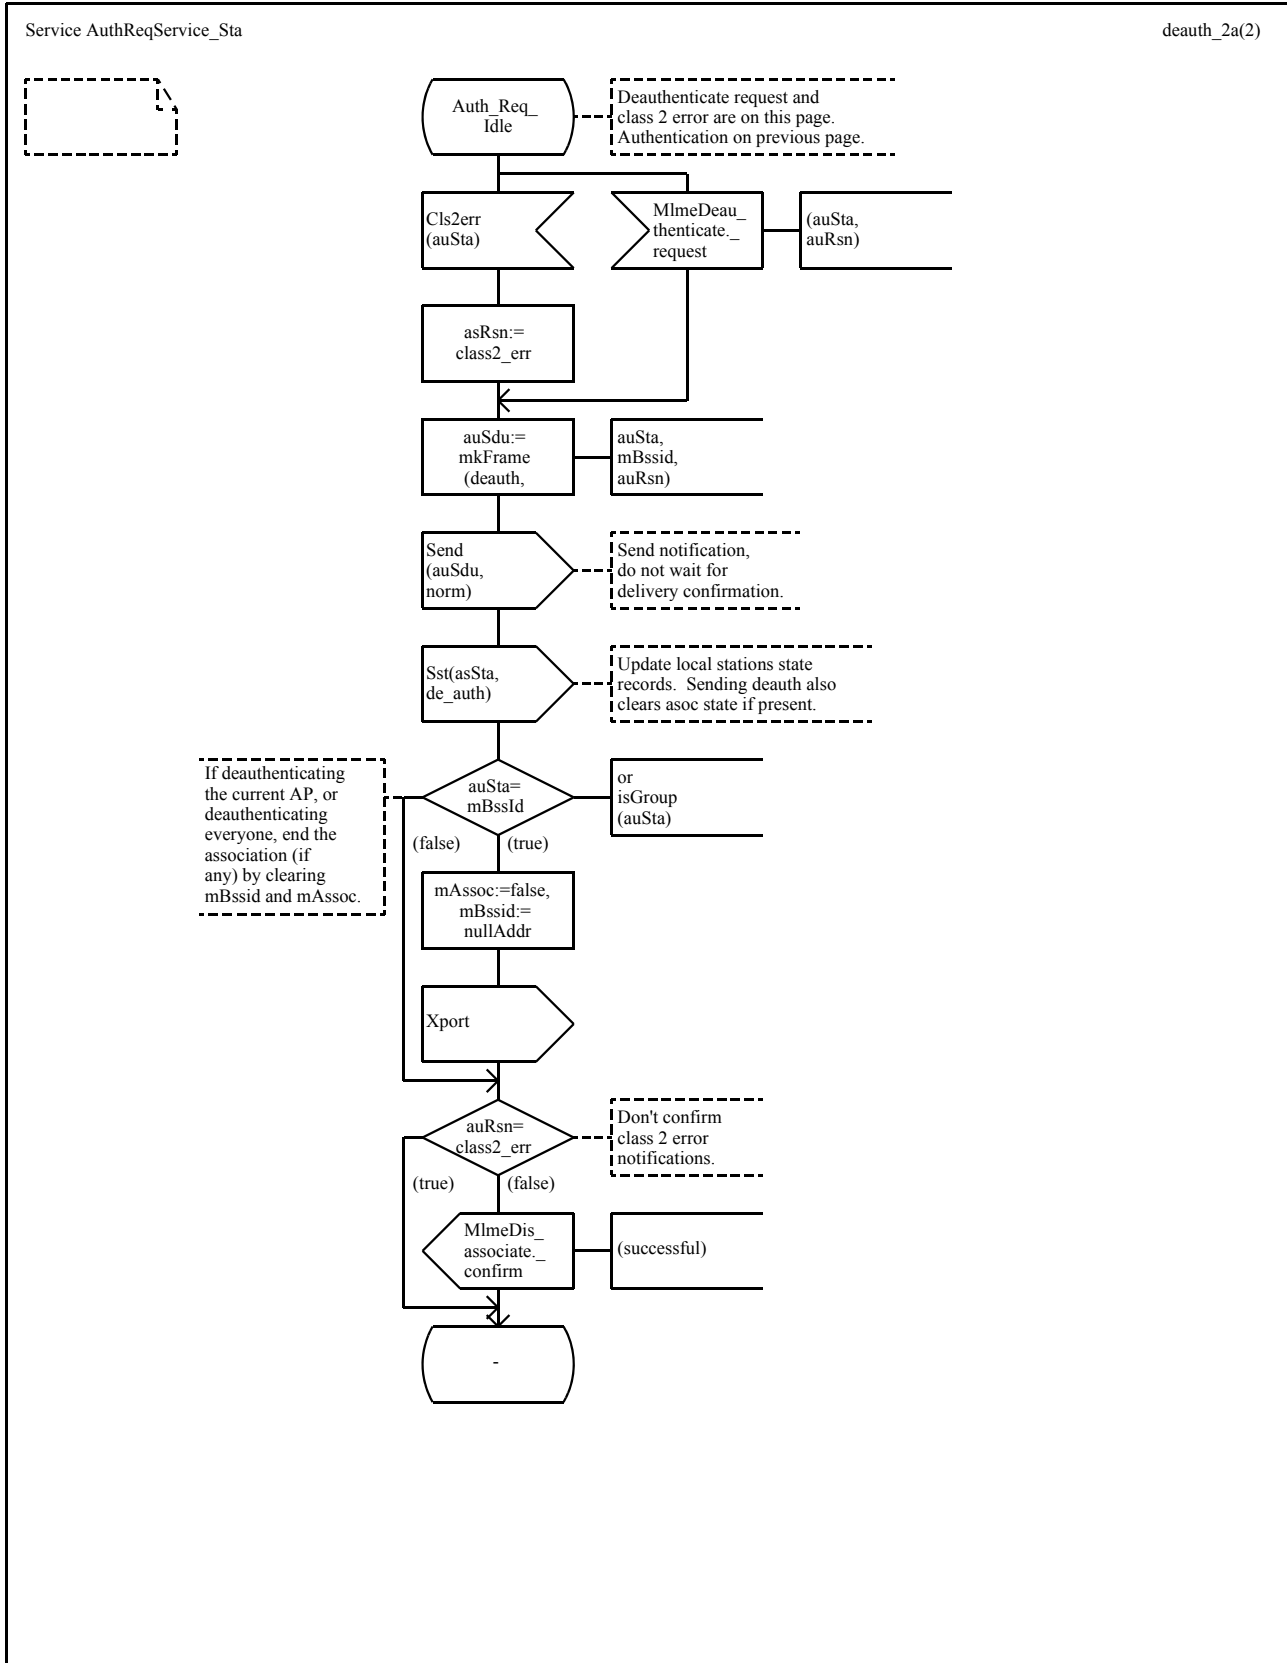 Service AuthReqService_Sta
deauth_2a(2)
Auth_Req_
Idle
Deauthenticate request and
class 2 error are on this page.
Authentication on previous page.
Cls2err
(auSta)
MlmeDeau_
thenticate._
request
(auSta,
auRsn)
asRsn:=
class2_err
auSdu:=
mkFrame
(deauth,
auSta,
mBssid,
auRsn)
Send
(auSdu,
norm)
Send notification,
do not wait for
delivery confirmation.
Sst(asSta,
de_auth)
Update local stations state
records.  Sending deauth also
clears asoc state if present.
If deauthenticating
the current AP, or
deauthenticating
everyone, end the
association (if
any) by clearing
mBssid and mAssoc.
auSta=
mBssId
or
isGroup
(auSta)
(false)
(true)
mAssoc:=false,
mBssid:=
nullAddr
Xport
auRsn=
class2_err
Don't confirm
class 2 error
notifications.
(true)
(false)
MlmeDis_
associate._
confirm
(successful)
-